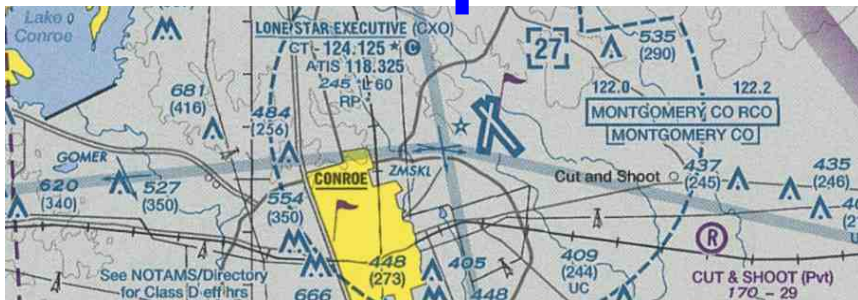 Lake o
Conroe
LONE STAR EXECUTIVE (CXO)
CT - 124.125 * C
ATIS 118.325
245 *L 60
RP
27
535
(290)
681
(416)
484
(256)
122.0 122.2
MONTGOMERY CO RCO
MONTGOMERY CO
GOMER
620
(340)
527
(350)
CONROE
ZMSKL
Cut and Shoot
437
(245)
435
(246)
554
(350)
448
(273)
405
409
(244)
UC
R
See NOTAMS/Directory
for Class D eff hrs
666
448
CUT & SHOOT (Pvt)
170 - 29